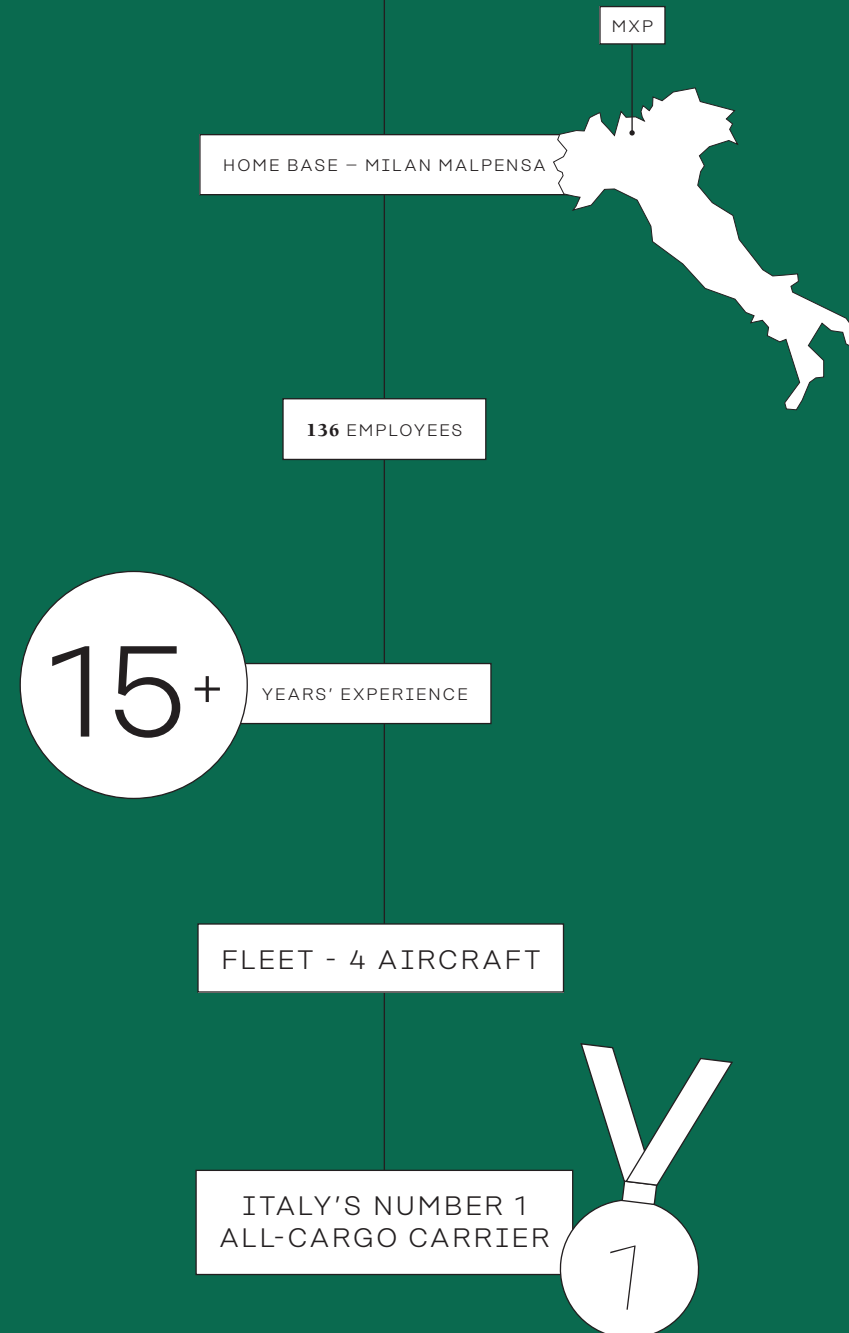 MXP
HOME BASE – MILAN MALPENSA
136 EMPLOYEES
15+
YEARS' EXPERIENCE
FLEET - 4 AIRCRAFT
ITALY'S NUMBER 1
ALL-CARGO CARRIER
1